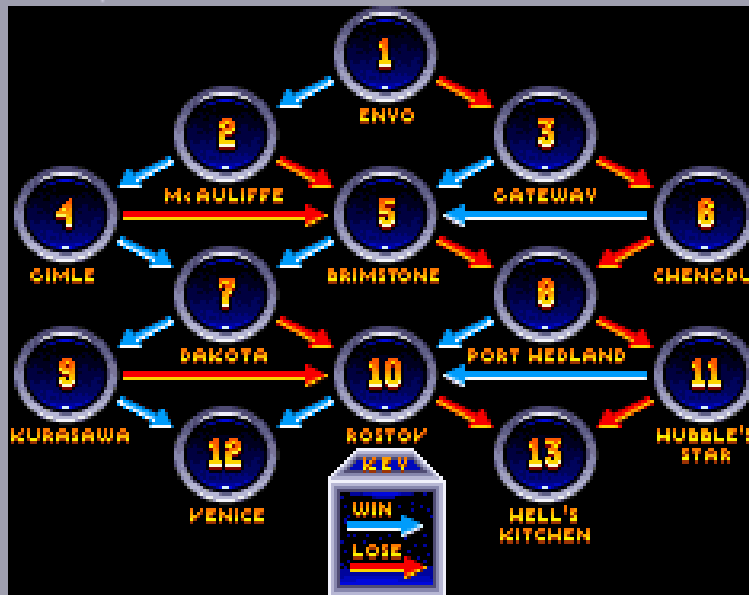 1
ENVO
2
3
McAULIFFE
GATEWAY
4
5
6
GIMLE
BRIMSTONE
CHENGDU
7
8
DAKOTA
PORT HEDLAND
9
10
11
KURASAWA
ROSTOV
HUBBLE'S
STAR
12
13
VENICE
HELL'S
KITCHEN
KEY
WIN
LOSE